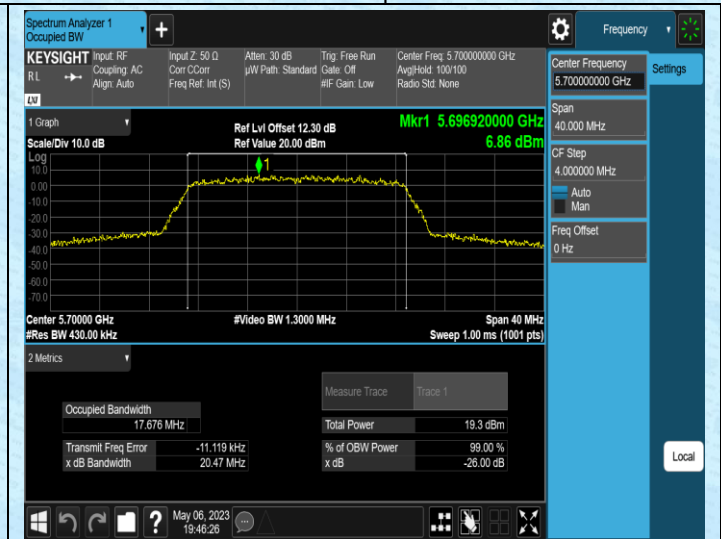 Spectrum Analyzer 1
Occupied BW
+
Frequency
KEYSIGHT
R L
LXI
Input: RF
Coupling: AC
Align: Auto
Input Z: 50 Ω
Corr CCorr
Freq Ref: Int (S)
Atten: 30 dB
µW Path: Standard
Trig: Free Run
Gate: Off
#IF Gain: Low
Center Freq: 5.700000000 GHz
Avg|Hold: 100/100
Radio Std: None
Center Frequency
5.700000000 GHz
Settings
Span
40.000 MHz
CF Step
4.000000 MHz
Auto
Man
Freq Offset
0 Hz
Local
1 Graph
Scale/Div 10.0 dB
Ref Lvl Offset 12.30 dB
Ref Value 20.00 dBm
Mkr1 5.696920000 GHz
6.86 dBm
Log
10.0
0.00
-10.0
-20.0
-30.0
-40.0
-50.0
-60.0
-70.0
1
Center 5.70000 GHz
#Res BW 430.00 kHz
#Video BW 1.3000 MHz
Span 40 MHz
Sweep 1.00 ms (1001 pts)
2 Metrics
Measure Trace Trace 1
Occupied Bandwidth
17.676 MHz
Total Power 19.3 dBm
Transmit Freq Error -11.119 kHz
% of OBW Power 99.00 %
x dB Bandwidth 20.47 MHz
x dB -26.00 dB
?
May 06, 2023
19:46:26